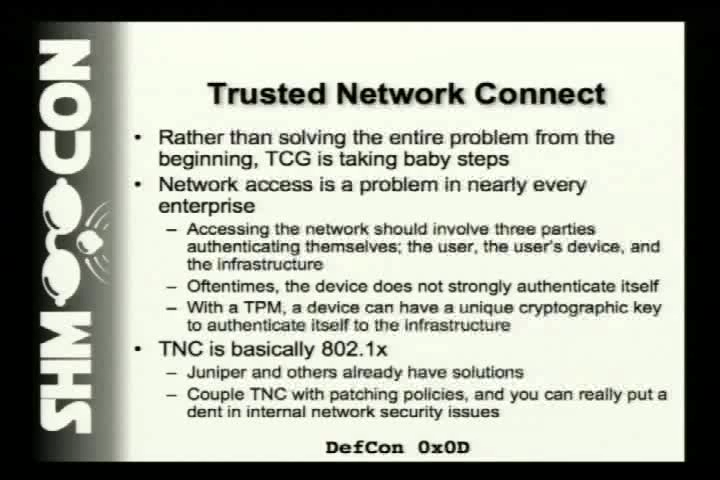 SHMCON
Trusted Network Connect
• Rather than solving the entire problem from the
beginning, TCG is taking baby steps
• Network access is a problem in nearly every
enterprise
– Accessing the network should involve three parties
authenticating themselves; the user, the user's device, and
the infrastructure
– Oftentimes, the device does not strongly authenticate itself
– With a TPM, a device can have a unique cryptographic key
to authenticate itself to the infrastructure
• TNC is basically 802.1x
– Juniper and others already have solutions
– Couple TNC with patching policies, and you can really put a
dent in internal network security issues
DefCon 0x0D